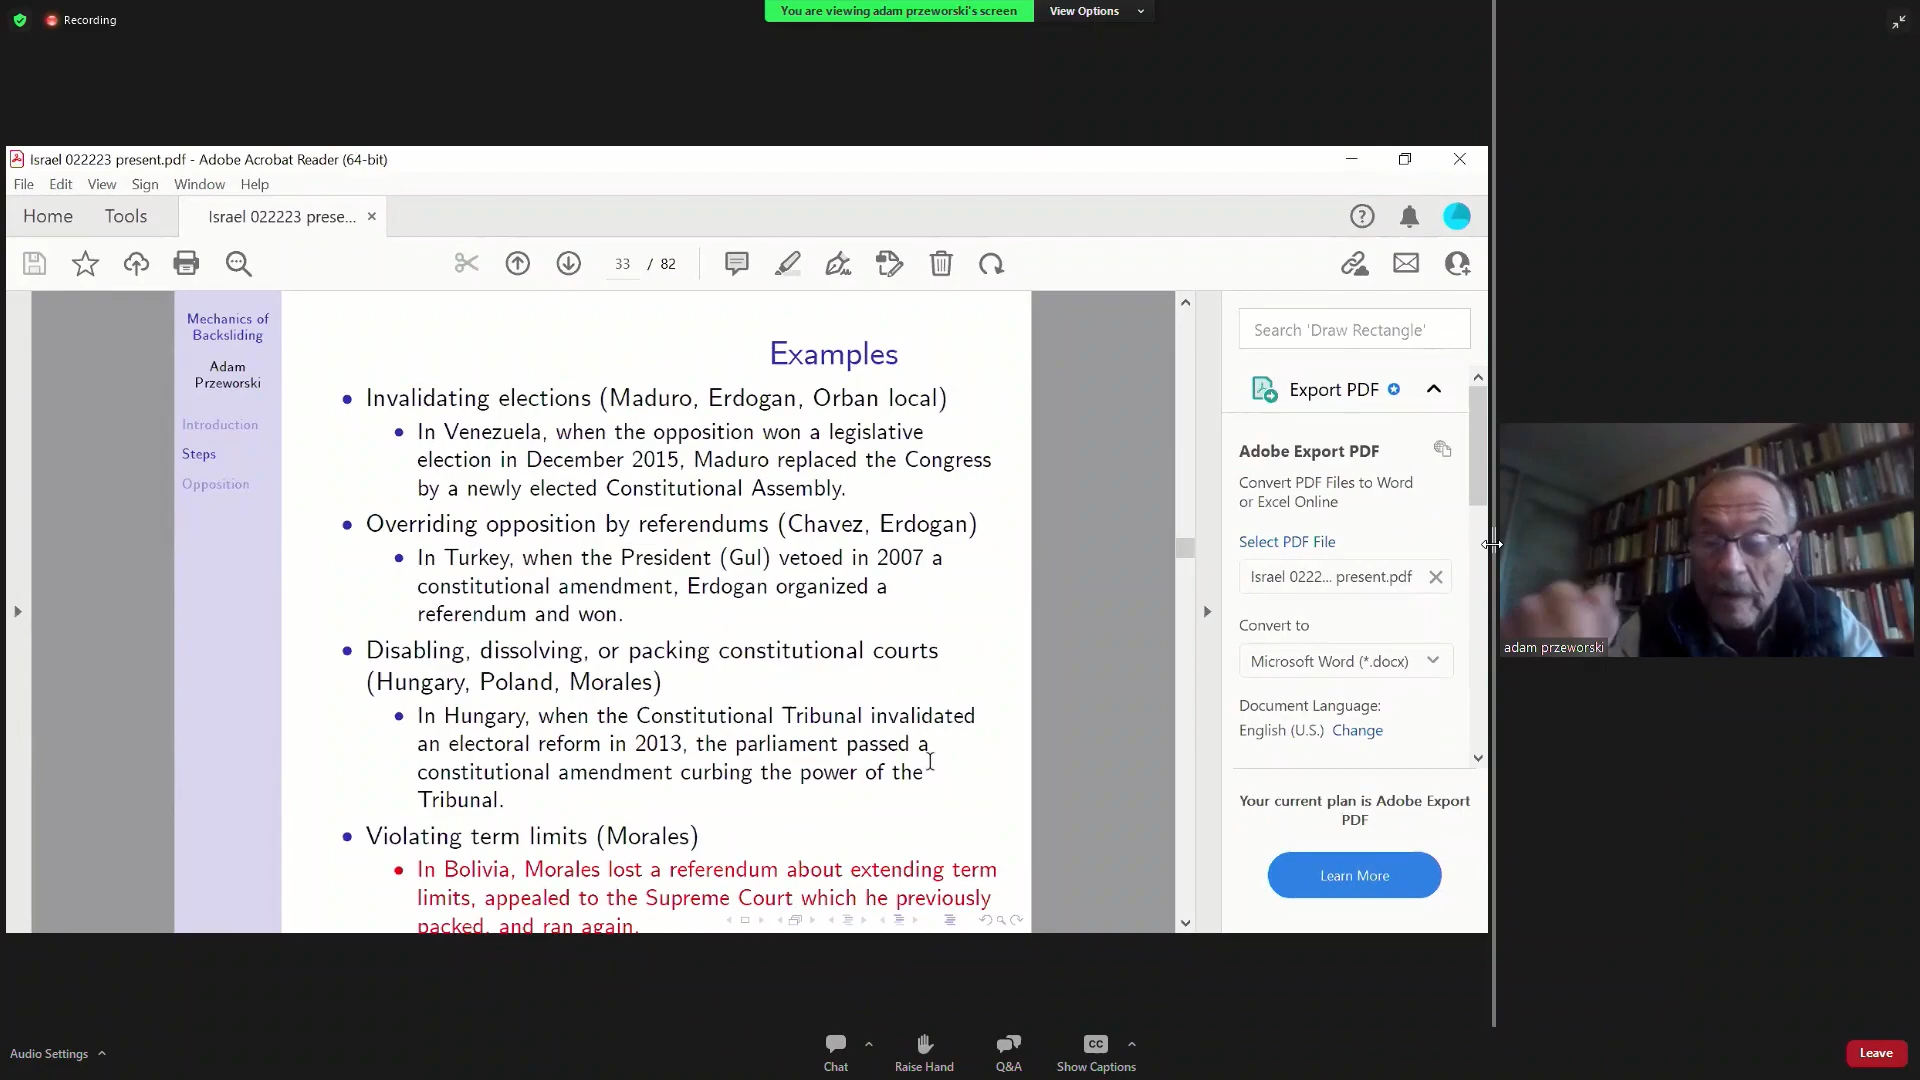 Recording
You are viewing adam przeworski's screen
View Options
Israel 022223 present.pdf - Adobe Acrobat Reader (64-bit)
File Edit View Sign Window Help
Home Tools Israel 022223 prese... ×
33 / 82
Mechanics of
Backsliding
Adam
Przeworski
Introduction
Steps
Opposition
Examples
• Invalidating elections (Maduro, Erdogan, Orban local)
• In Venezuela, when the opposition won a legislative
election in December 2015, Maduro replaced the Congress
by a newly elected Constitutional Assembly.
• Overriding opposition by referendums (Chavez, Erdogan)
• In Turkey, when the President (Gul) vetoed in 2007 a
constitutional amendment, Erdogan organized a
referendum and won.
• Disabling, dissolving, or packing constitutional courts
(Hungary, Poland, Morales)
• In Hungary, when the Constitutional Tribunal invalidated
an electoral reform in 2013, the parliament passed a
constitutional amendment curbing the power of the
Tribunal.
• Violating term limits (Morales)
• In Bolivia, Morales lost a referendum about extending term
limits, appealed to the Supreme Court which he previously
packed, and ran again.
Search 'Draw Rectangle'
Export PDF
Adobe Export PDF
Convert PDF Files to Word
or Excel Online
Select PDF File
Israel 0222... present.pdf
Convert to
Microsoft Word (*.docx)
Document Language:
English (U.S.) Change
Your current plan is Adobe Export
PDF
Learn More
adam przeworski
Audio Settings
Chat
Raise Hand
Q&A
CC
Show Captions
Leave